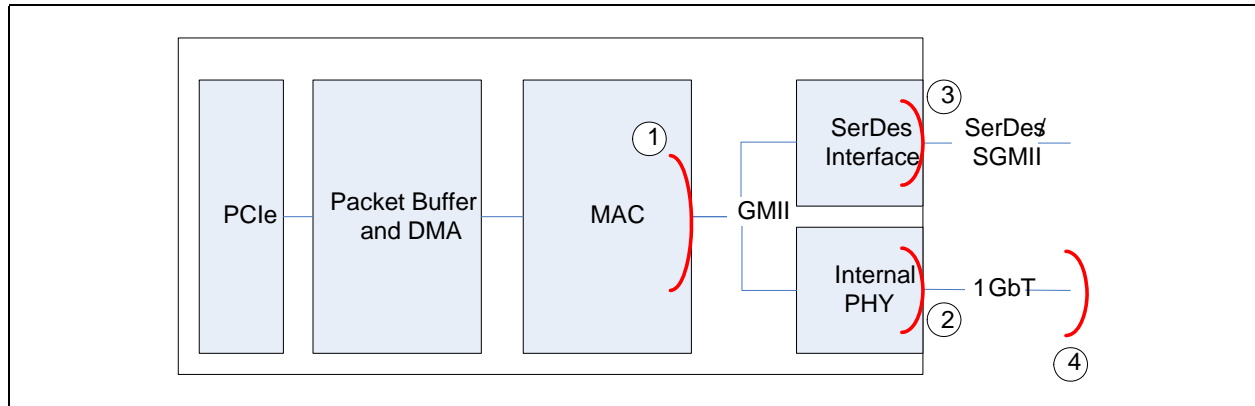 3
1
SerDes
Interface
SerDes/
SGMII
PCIe
Packet Buffer
and DMA
MAC
GMII
Internal
PHY
1GbT
2
4